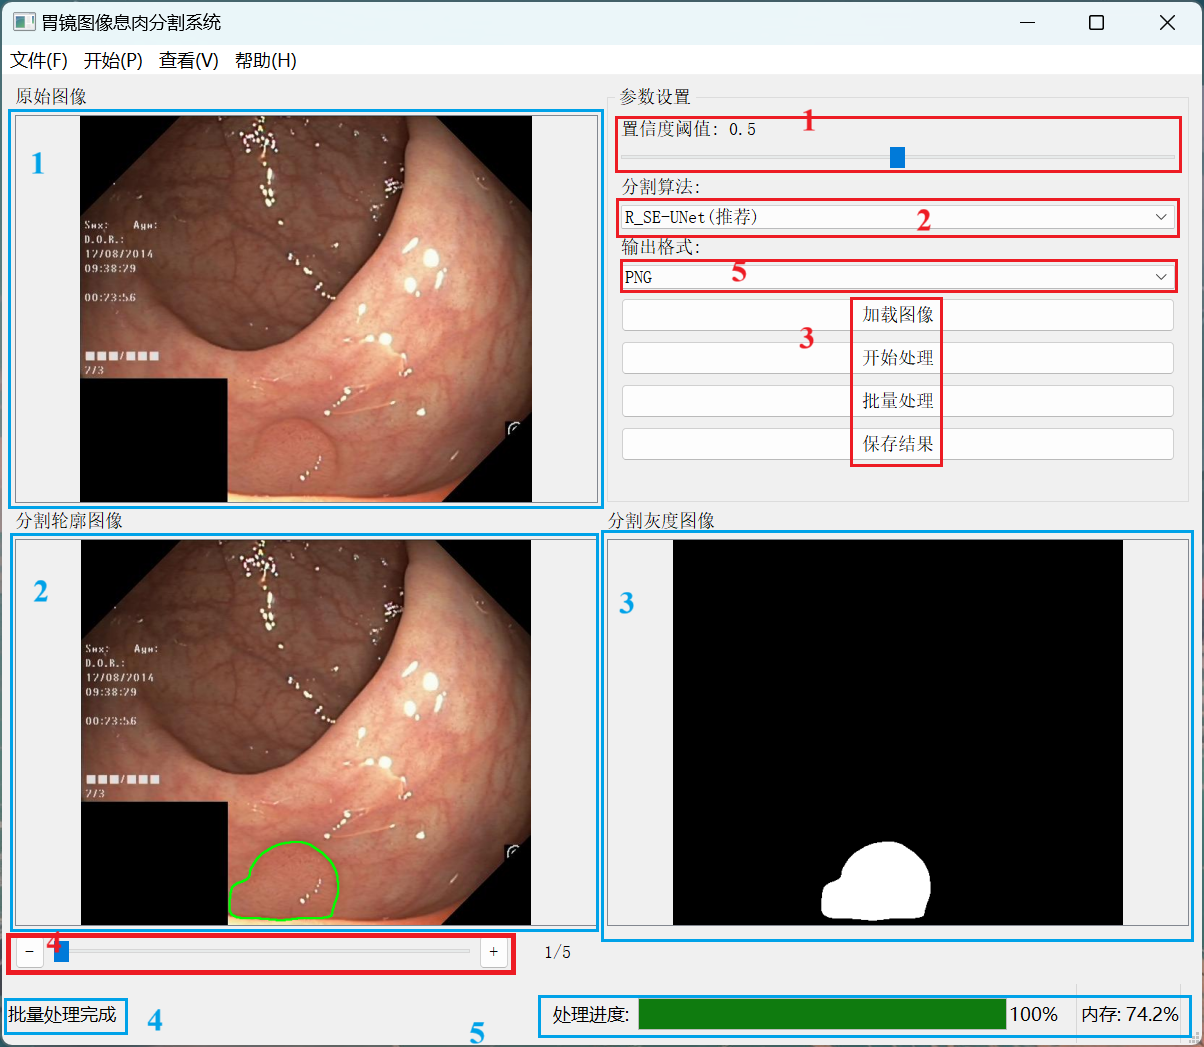 胃镜图像息肉分割系统
文件(F) 开始(P) 查看(V) 帮助(H)
原始图像
1
Sex: Age:
D.O.B.:
12/08/2014
09:38:29
00:23:56
2/3
参数设置
1
置信度阈值: 0.5
分割算法:
R_SE-UNet(推荐)
2
输出格式:
PNG
5
3
加载图像
开始处理
批量处理
保存结果
分割轮廓图像
2
Sex: Age:
D.O.B.:
12/08/2014
09:38:29
00:23:56
2/3
分割灰度图像
3
4
−
+
1/5
批量处理完成
4
5
处理进度:
100%
内存: 74.2%